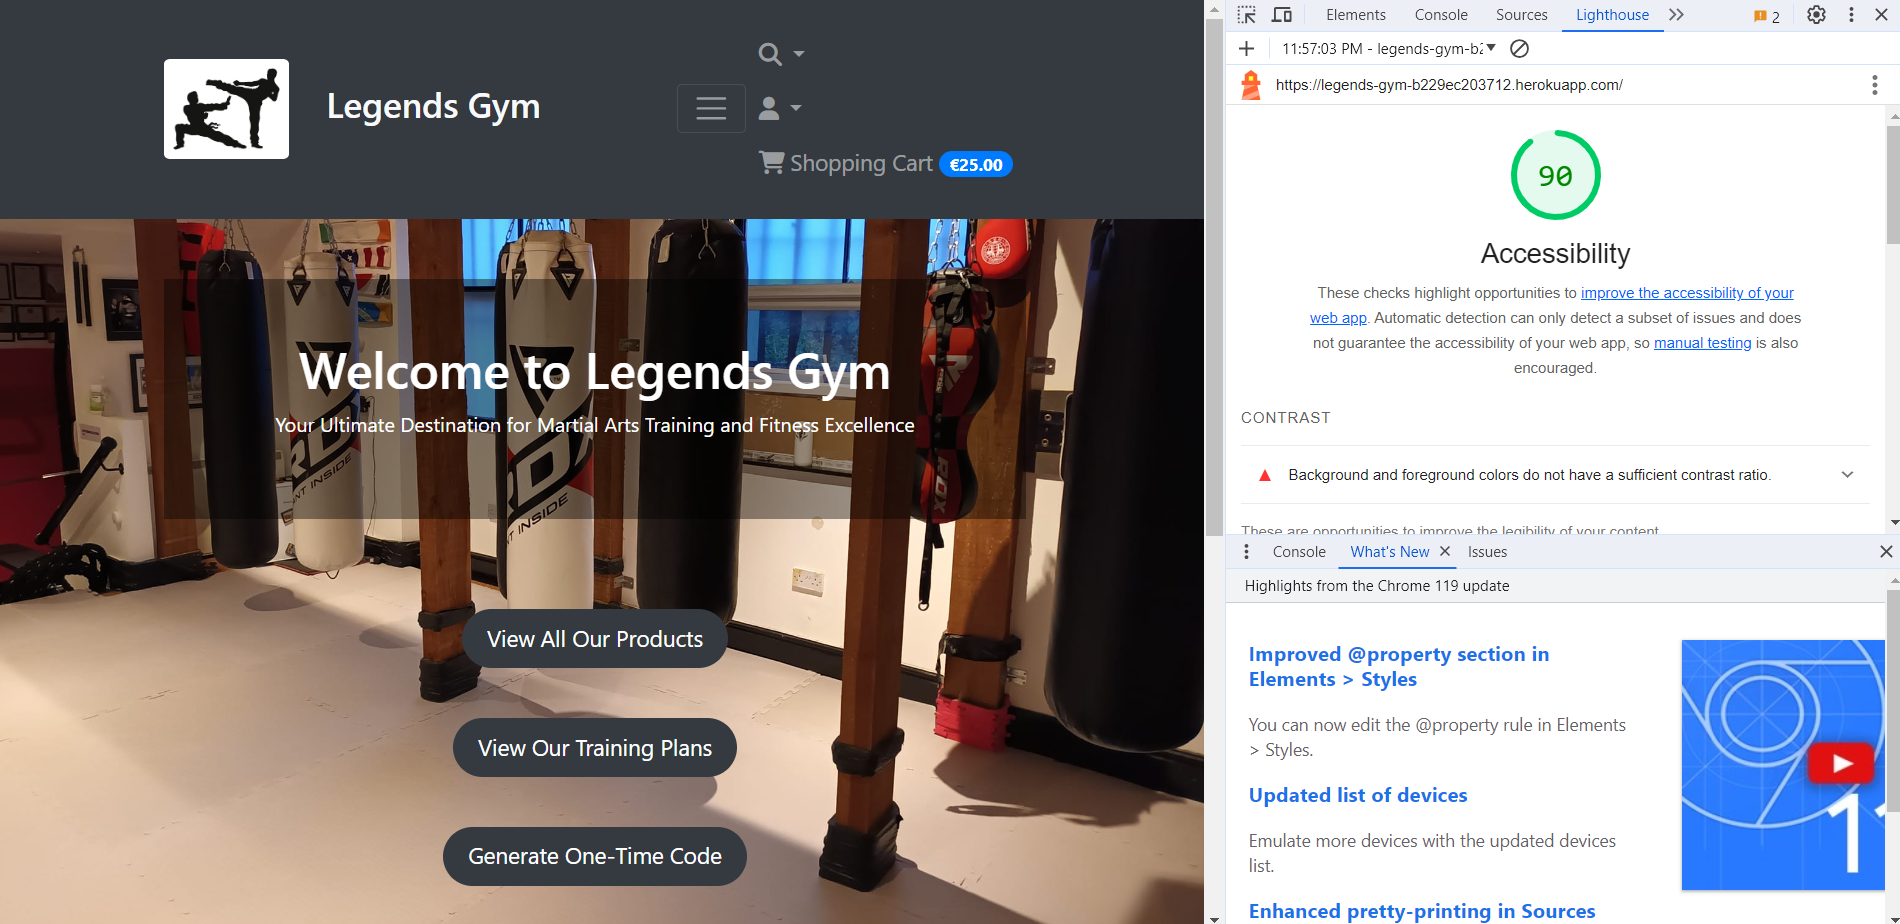 Legends Gym
Shopping Cart €25.00
Welcome to Legends Gym
Your Ultimate Destination for Martial Arts Training and Fitness Excellence
RDX
INSIDE
RDX
INSIDE
RDX
View All Our Products
View Our Training Plans
Generate One-Time Code
Elements Console Sources Lighthouse 2
11:57:03 PM - legends-gym-b2
https://legends-gym-b229ec203712.herokuapp.com/
90
Accessibility
These checks highlight opportunities to improve the accessibility of your
web app. Automatic detection can only detect a subset of issues and does
not guarantee the accessibility of your web app, so manual testing is also
encouraged.
CONTRAST
Background and foreground colors do not have a sufficient contrast ratio.
These are opportunities to improve the legibility of your content.
Console What's New Issues
Highlights from the Chrome 119 update
Improved @property section in
Elements > Styles
You can now edit the @property rule in Elements
> Styles.
Updated list of devices
Emulate more devices with the updated devices
list.
Enhanced pretty-printing in Sources
11